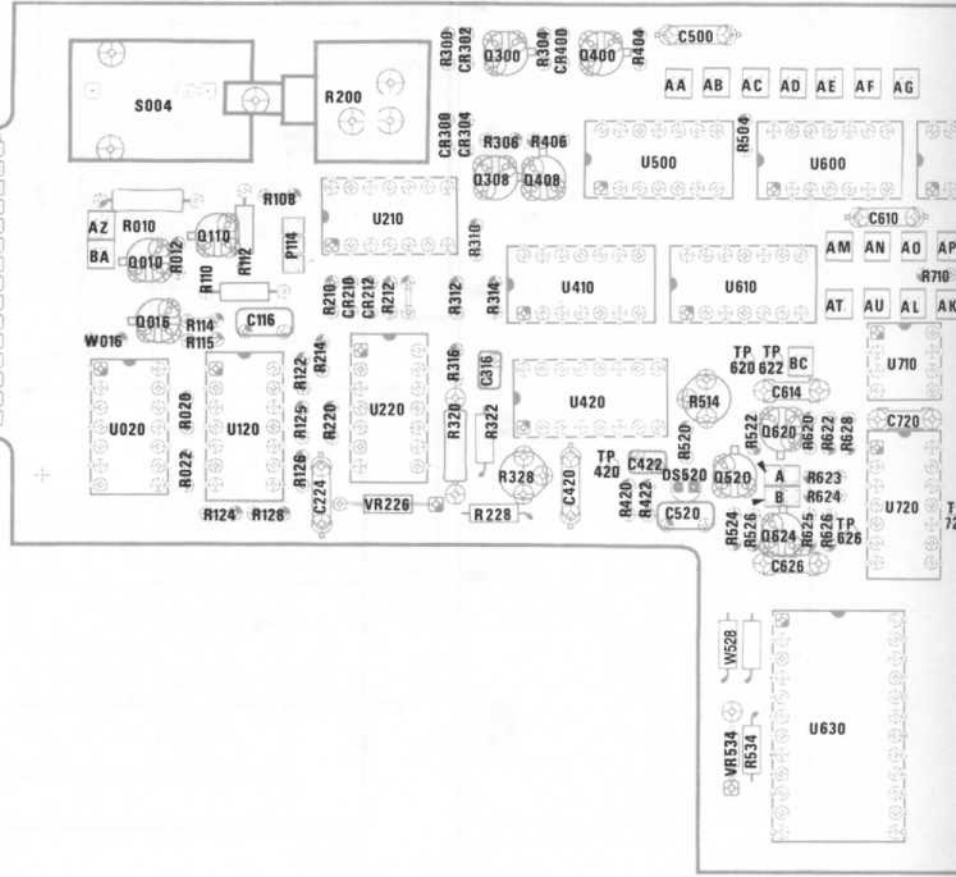 R300
CR302
Q300
R304
CR400
Q400
R404
C500
AA
AB
AC
AD
AE
AF
AG
S004
R200
CR300
CR304
R306
R406
U500
R504
U600
Q308
Q408
R108
AZ
R010
U210
C610
BA
Q010
R012
Q110
R112
P114
R310
AM
AN
AO
AP
R110
R210
CR210
CR212
R212
R312
R314
U410
U610
R710
AT
AU
AL
AK
Q016
R114
C116
W016
R115
R122
R214
R316
C316
TP
620
TP
622
BC
U710
C614
R020
U020
R022
U120
R125
R126
R220
U220
R320
R322
U420
R514
R522
Q620
R620
R622
R628
C720
R520
TP
420
C422
DS520
Q520
A
B
R623
R624
R328
C224
VR226
R228
C420
R420
R422
C520
R124
R128
R524
R526
Q624
R625
R626
TP
626
C626
U720
W528
VR534
R534
U630